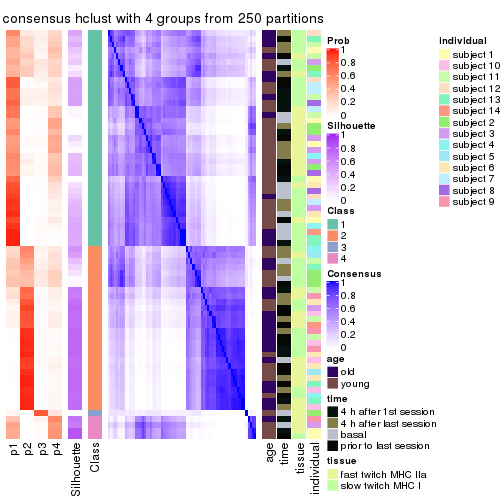 consensus hclust with 4 groups from 250 partitions
Prob
1
0.8
0.6
0.4
0.2
0
Silhouette
1
0.8
0.6
0.4
0.2
0
Class
1
2
3
4
Consensus
1
0.8
0.6
0.4
0.2
0
age
old
young
time
4 h after 1st session
4 h after last session
basal
prior to last session
tissue
fast twitch MHC IIa
slow twitch MHC I
individual
subject 1
subject 10
subject 11
subject 12
subject 13
subject 14
subject 2
subject 3
subject 4
subject 5
subject 6
subject 7
subject 8
subject 9
p1
p2
p3
p4
Silhouette
Class
age
time
tissue
individual